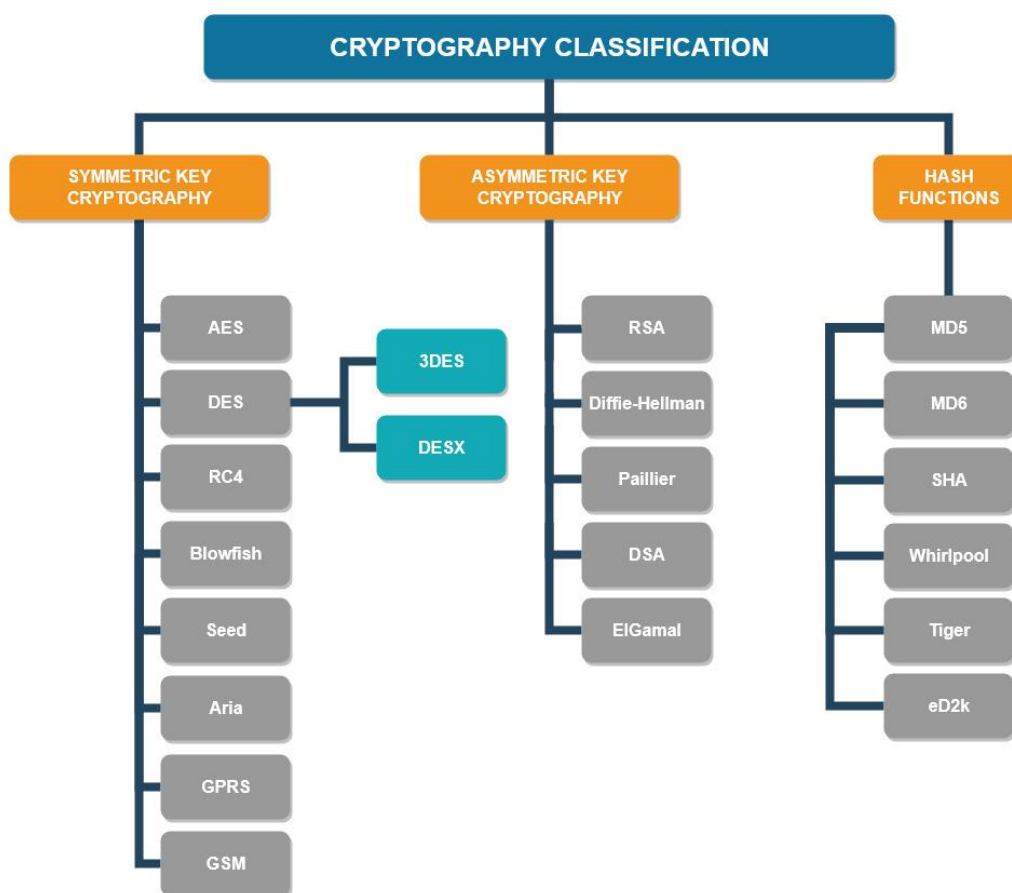 CRYPTOGRAPHY CLASSIFICATION
SYMMETRIC KEY
CRYPTOGRAPHY
ASYMMETRIC KEY
CRYPTOGRAPHY
HASH
FUNCTIONS
AES
DES
3DES
DESX
RC4
Blowfish
Seed
Aria
GPRS
GSM
RSA
Diffie-Hellman
Paillier
DSA
ElGamal
MD5
MD6
SHA
Whirlpool
Tiger
eD2k